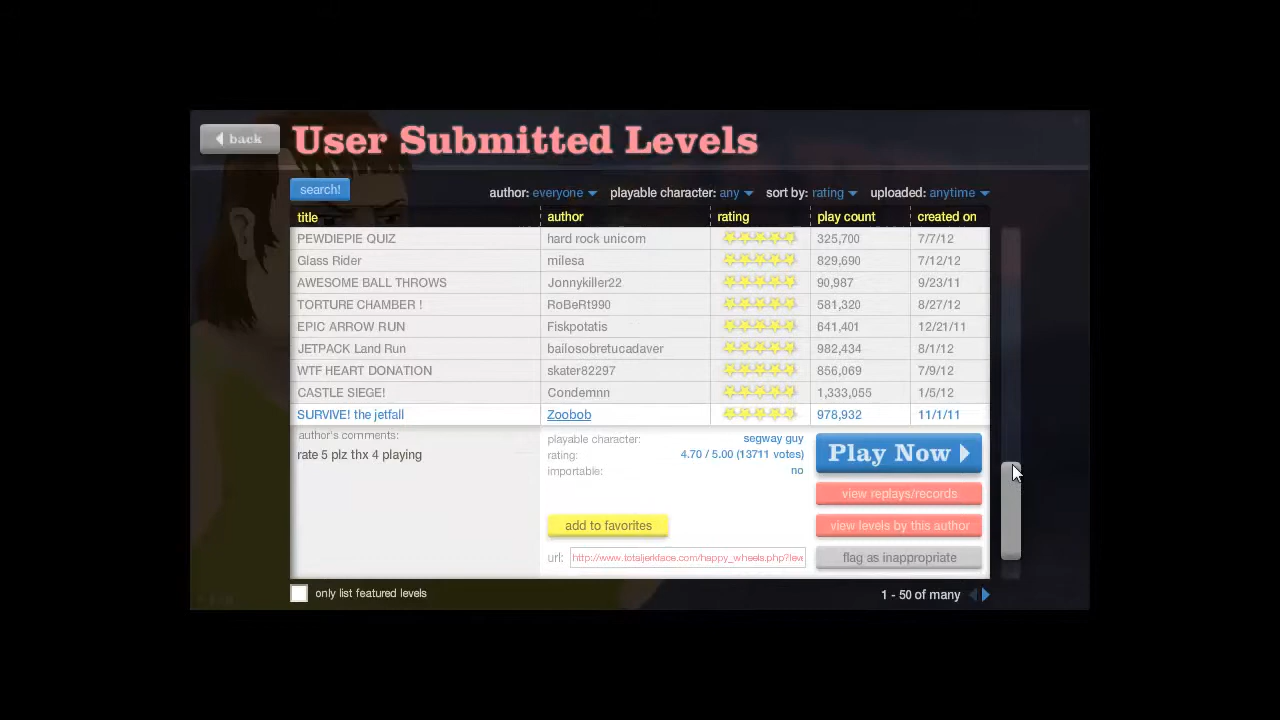 back
User Submitted Levels
search!
author: everyone playable character: any sort by: rating uploaded: anytime
title author rating play count created on
PEWDIEPIE QUIZ hard rock unicorn 325,700 7/7/12
Glass Rider milesa 829,690 7/12/12
AWESOME BALL THROWS Jonnykiller22 90,987 9/23/11
TORTURE CHAMBER ! RoBeRt990 581,320 8/27/12
EPIC ARROW RUN Fiskpotatis 641,401 12/21/11
JETPACK Land Run bailosobretucadaver 982,434 8/1/12
WTF HEART DONATION skater82297 856,069 7/9/12
CASTLE SIEGE! Condemnn 1,333,055 1/5/12
SURVIVE! the jetfall Zoobob 978,932 11/1/11
author's comments:
rate 5 plz thx 4 playing
playable character: segway guy
rating: 4.70 / 5.00 (13711 votes)
importable: no
Play Now
view replays/records
add to favorites
view levels by this author
url: http://www.totaljerkface.com/happy_wheels.php?leve
flag as inappropriate
only list featured levels
1 - 50 of many